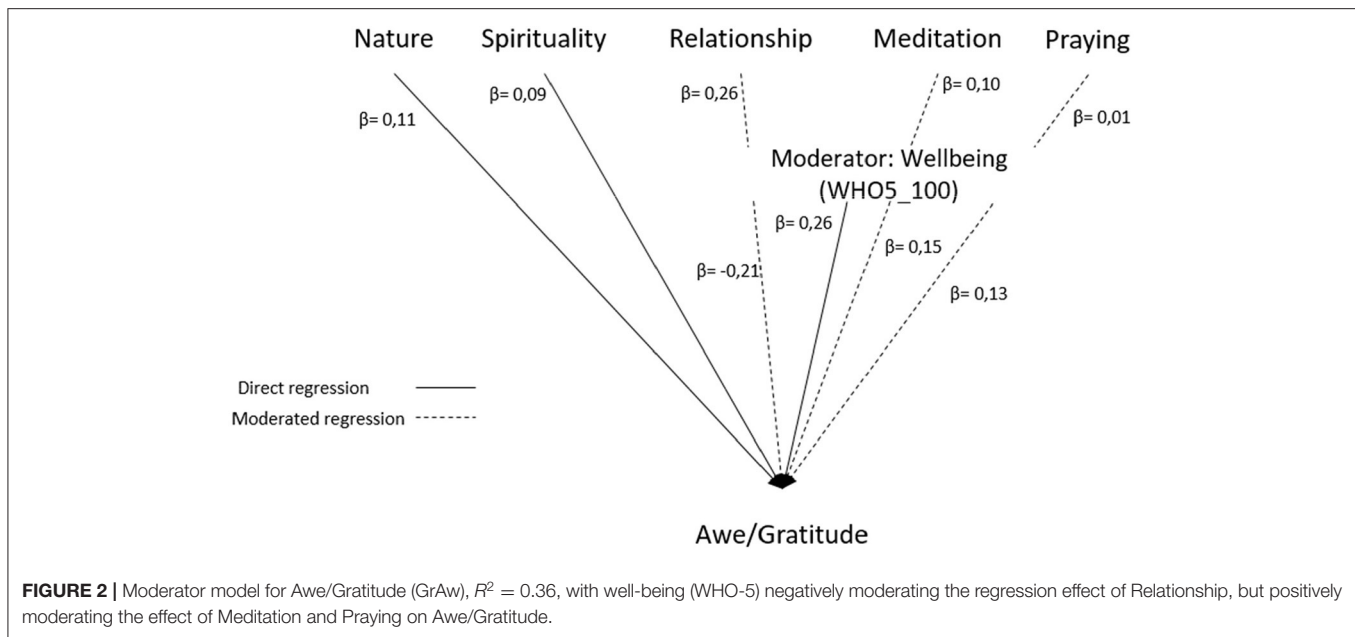 Nature Spirituality Relationship Meditation Praying
β= 0,11
β= 0,09
β= 0,26
β= 0,10
β= 0,01
Moderator: Wellbeing
(WHO5_100)
β= 0,26
β= -0,21
β= 0,15
β= 0,13
Direct regression
Moderated regression
Awe/Gratitude
FIGURE 2 | Moderator model for Awe/Gratitude (GrAw), R² = 0.36, with well-being (WHO-5) negatively moderating the regression effect of Relationship, but positively
moderating the effect of Meditation and Praying on Awe/Gratitude.